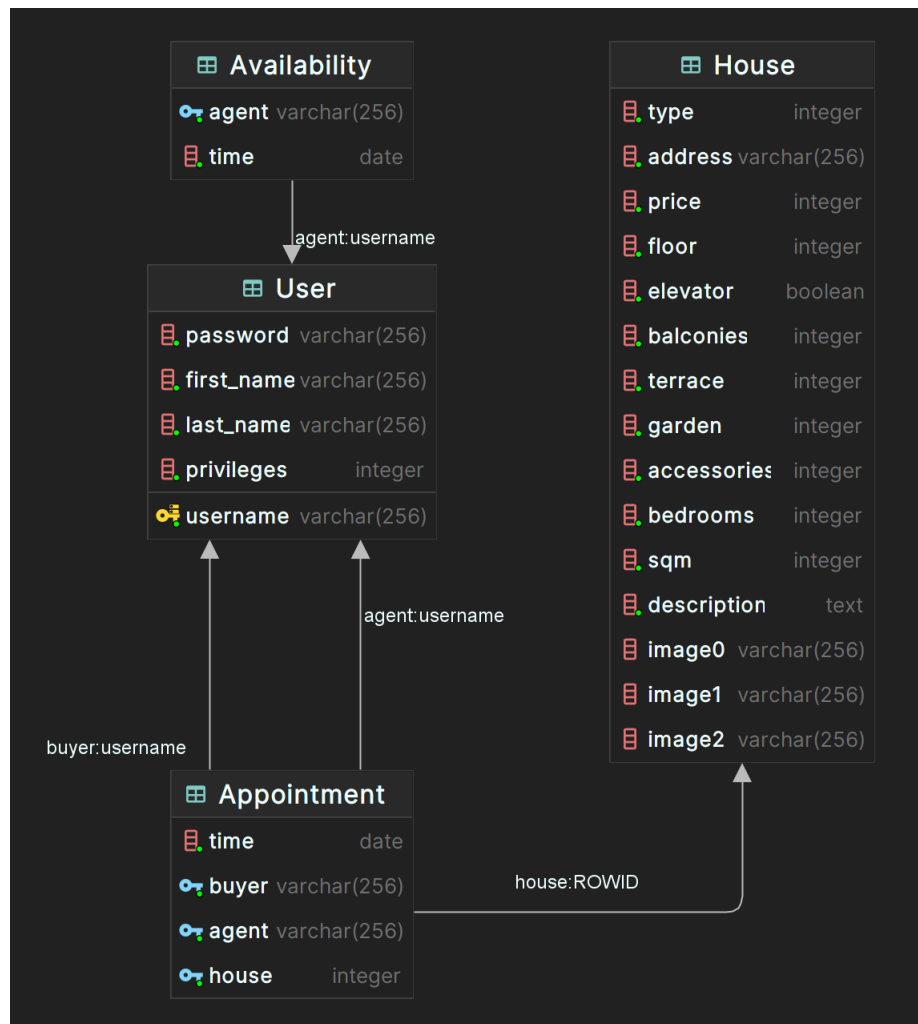 Availability
agent varchar(256)
time date
agent:username
User
password varchar(256)
first_name varchar(256)
last_name varchar(256)
privileges integer
username varchar(256)
agent:username
buyer:username
Appointment
time date
buyer varchar(256)
agent varchar(256)
house integer
house:ROWID
House
type integer
address varchar(256)
price integer
floor integer
elevator boolean
balconies integer
terrace integer
garden integer
accessories integer
bedrooms integer
sqm integer
description text
image0 varchar(256)
image1 varchar(256)
image2 varchar(256)